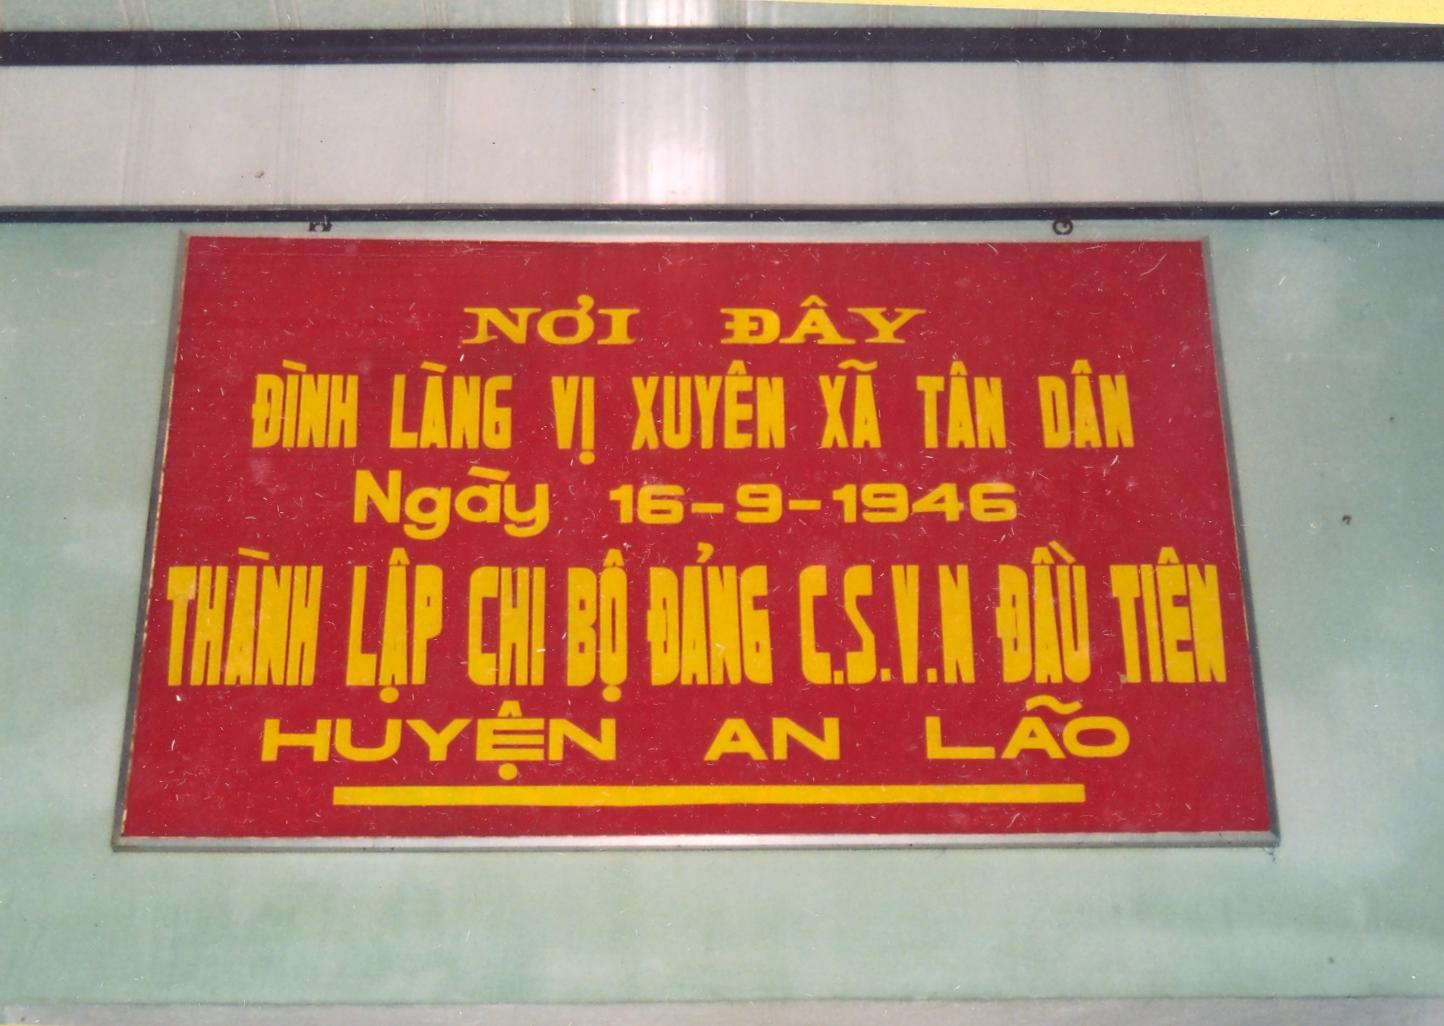 NƠI ĐÂY
ĐÌNH LÀNG VỊ XUYÊN XÃ TÂN DÂN
Ngày 16-9-1946
THÀNH LẬP CHI BỘ ĐẢNG C.S.V.N ĐẦU TIÊN
HUYỆN AN LÃO